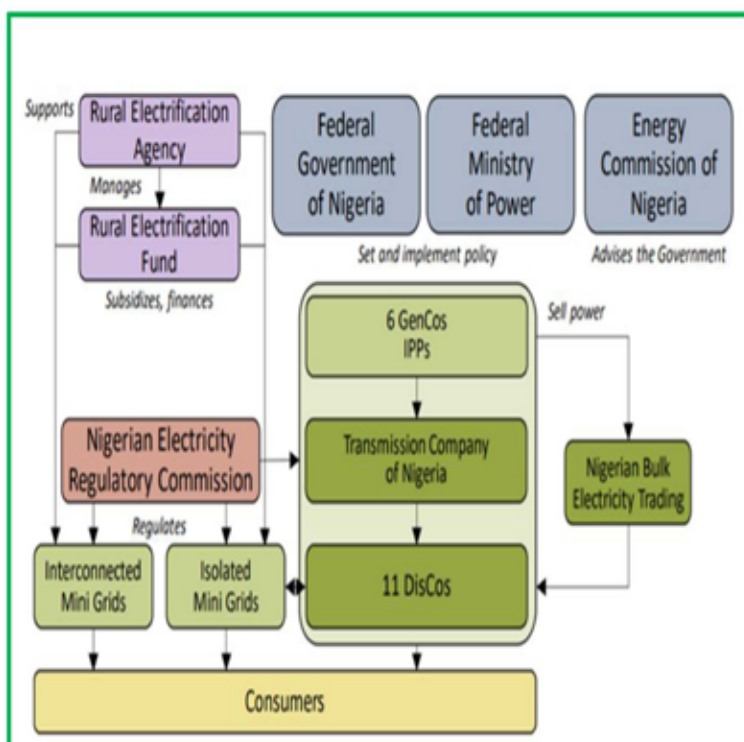 Supports
Rural Electrification
Agency
Manages
Rural Electrification
Fund
Subsidizes, finances
Federal
Government
of Nigeria
Federal
Ministry
of Power
Energy
Commission of
Nigeria
Set and implement policy
Advises the Government
6 GenCos
IPPs
Sell power
Nigerian Electricity
Regulatory Commission
Transmission Company
of Nigeria
Nigerian Bulk
Electricity Trading
Regulates
Interconnected
Mini Grids
Isolated
Mini Grids
11 DisCos
Consumers